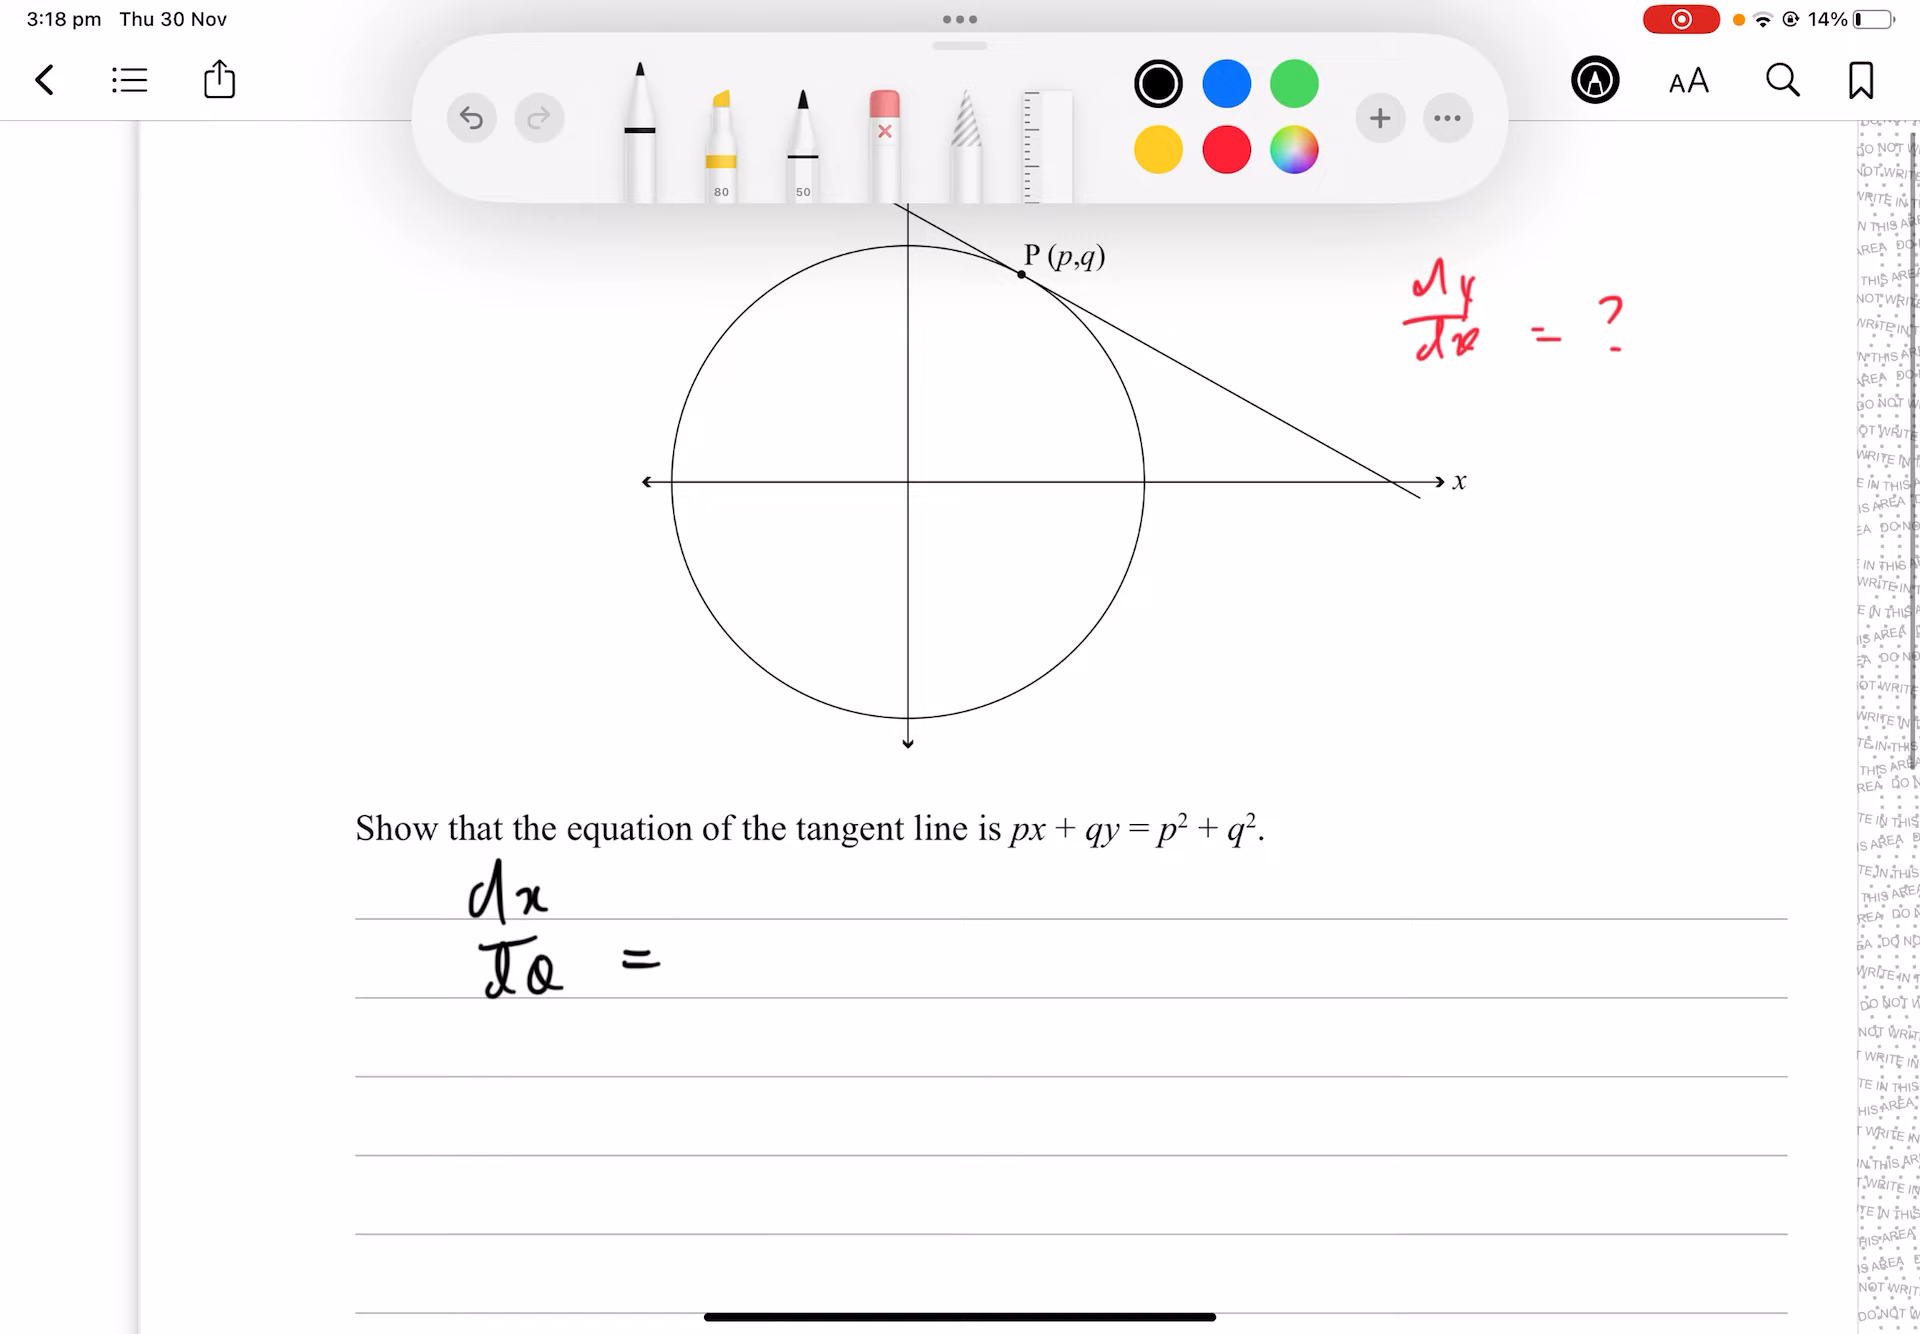 3:18 pm Thu 30 Nov
14%
AA
80
50
P (p,q)
dy
dx = ?
x
Show that the equation of the tangent line is px + qy = p² + q².
dx
dθ =